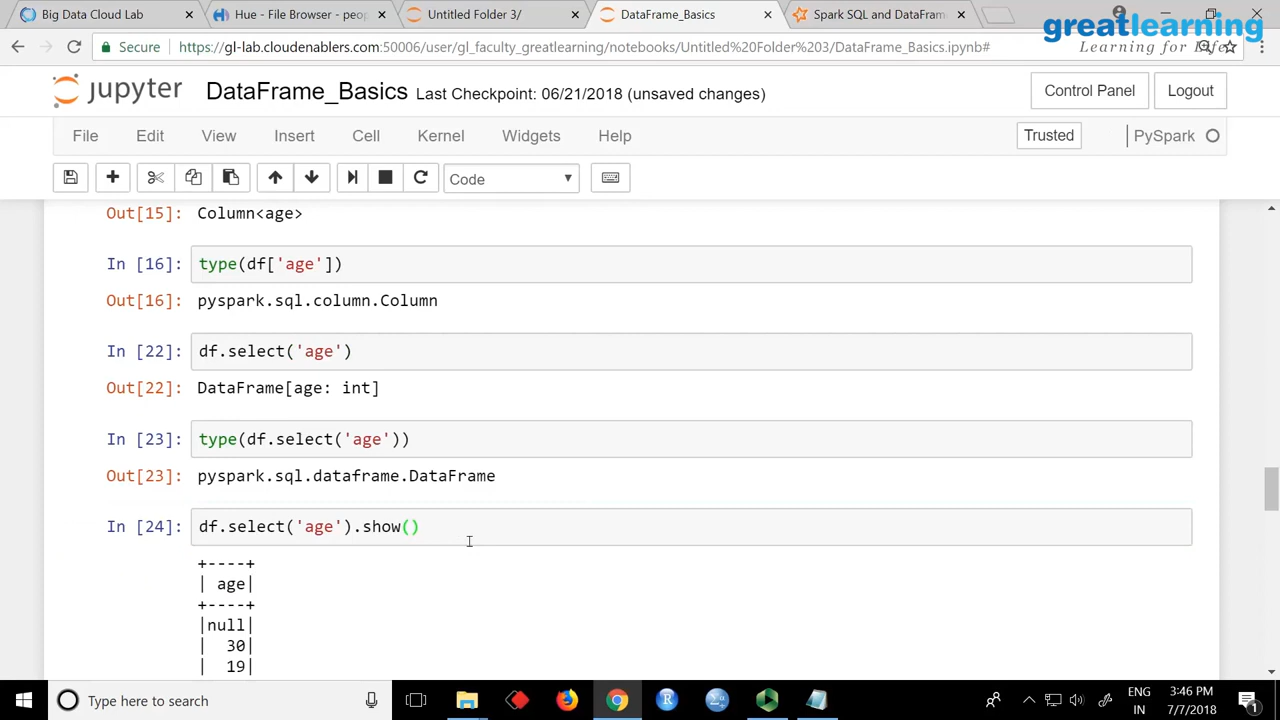 Big Data Cloud Lab
Hue - File Browser - peop
Untitled Folder 3/
DataFrame_Basics
Spark SQL and DataFram
greatlearning
Learning for Life
Secure
https://gl-lab.cloudenablers.com:50006/user/gl_faculty_greatlearning/notebooks/Untitled%20Folder%203/DataFrame_Basics.ipynb#
jupyter
DataFrame_Basics
Last Checkpoint: 06/21/2018 (unsaved changes)
Control Panel
Logout
File
Edit
View
Insert
Cell
Kernel
Widgets
Help
Trusted
PySpark
Code
Out[15]: Column<age>
In [16]: type(df['age'])
Out[16]: pyspark.sql.column.Column
In [22]: df.select('age')
Out[22]: DataFrame[age: int]
In [23]: type(df.select('age'))
Out[23]: pyspark.sql.dataframe.DataFrame
In [24]: df.select('age').show()
+----+
| age|
+----+
|null|
| 30|
| 19|
Type here to search
ENG
IN
3:46 PM
7/7/2018
1